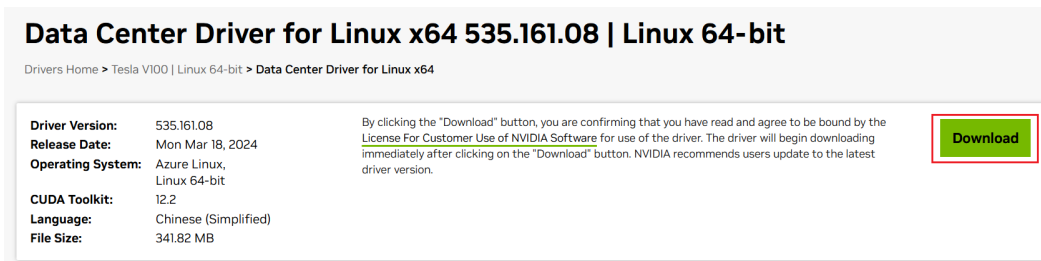 Data Center Driver for Linux x64 535.161.08 | Linux 64-bit
Drivers Home > Tesla V100 | Linux 64-bit > Data Center Driver for Linux x64
Driver Version: 535.161.08
Release Date: Mon Mar 18, 2024
Operating System: Azure Linux,
Linux 64-bit
CUDA Toolkit: 12.2
Language: Chinese (Simplified)
File Size: 341.82 MB
By clicking the "Download" button, you are confirming that you have read and agree to be bound by the
License For Customer Use of NVIDIA Software for use of the driver. The driver will begin downloading
immediately after clicking on the "Download" button. NVIDIA recommends users update to the latest
driver version.
Download